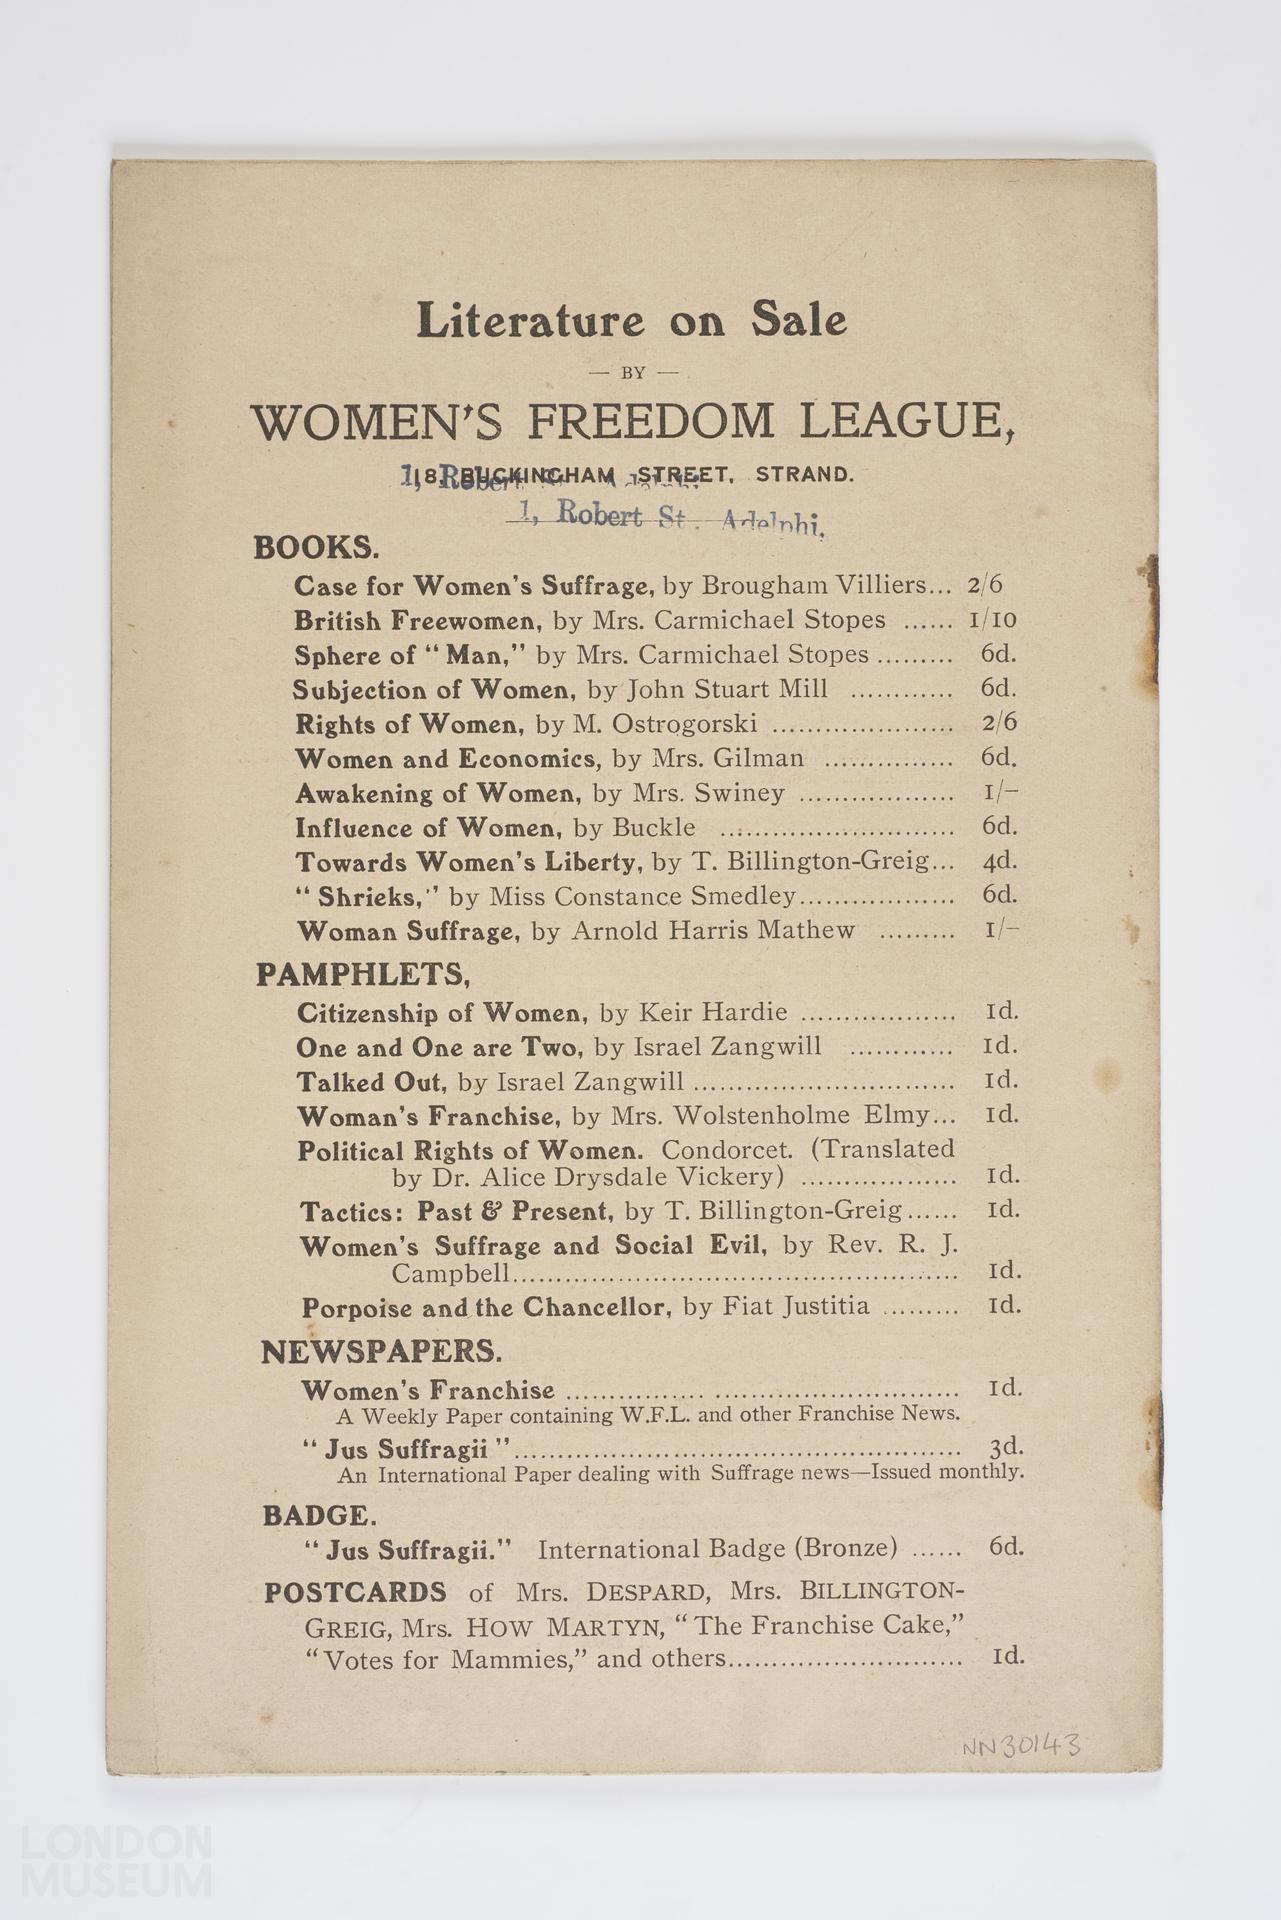 Literature on Sale
— BY —
WOMEN'S FREEDOM LEAGUE,
18, BUCKINGHAM STREET, STRAND.
1, Robert St. Adelphi
1, Robert St. Adelphi,
BOOKS.
Case for Women's Suffrage, by Brougham Villiers... 2/6
British Freewomen, by Mrs. Carmichael Stopes ...... 1/10
Sphere of "Man," by Mrs. Carmichael Stopes ......... 6d.
Subjection of Women, by John Stuart Mill ............ 6d.
Rights of Women, by M. Ostrogorski ..................... 2/6
Women and Economics, by Mrs. Gilman ............... 6d.
Awakening of Women, by Mrs. Swiney .................. 1/–
Influence of Women, by Buckle ........................... 6d.
Towards Women's Liberty, by T. Billington-Greig... 4d.
"Shrieks," by Miss Constance Smedley.................. 6d.
Woman Suffrage, by Arnold Harris Mathew ......... 1/–
PAMPHLETS,
Citizenship of Women, by Keir Hardie .................. 1d.
One and One are Two, by Israel Zangwill ............ 1d.
Talked Out, by Israel Zangwill .............................. 1d.
Woman's Franchise, by Mrs. Wolstenholme Elmy... 1d.
Political Rights of Women. Condorcet. (Translated
by Dr. Alice Drysdale Vickery) .................. 1d.
Tactics: Past & Present, by T. Billington-Greig...... 1d.
Women's Suffrage and Social Evil, by Rev. R. J.
Campbell.................................................... 1d.
Porpoise and the Chancellor, by Fiat Justitia ......... 1d.
NEWSPAPERS.
Women's Franchise ................ ............................ 1d.
A Weekly Paper containing W.F.L. and other Franchise News.
"Jus Suffragii".................................................... 3d.
An International Paper dealing with Suffrage news—Issued monthly.
BADGE.
"Jus Suffragii." International Badge (Bronze) ...... 6d.
POSTCARDS of Mrs. DESPARD, Mrs. BILLINGTON-
GREIG, Mrs. HOW MARTYN, "The Franchise Cake,"
"Votes for Mammies," and others........................... 1d.
NN30143
LONDON
MUSEUM